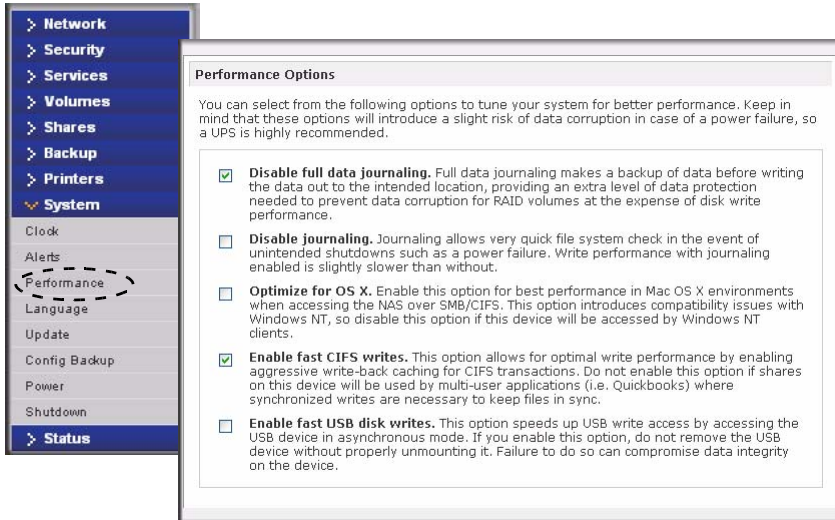 > Network
> Security
> Services
> Volumes
> Shares
> Backup
> Printers
System
Clock
Alerts
Performance
Language
Update
Config Backup
Power
Shutdown
> Status
Performance Options
You can select from the following options to tune your system for better performance. Keep in
mind that these options will introduce a slight risk of data corruption in case of a power failure, so
a UPS is highly recommended.
Disable full data journaling. Full data journaling makes a backup of data before writing
the data out to the intended location, providing an extra level of data protection
needed to prevent data corruption for RAID volumes at the expense of disk write
performance.
Disable journaling. Journaling allows very quick file system check in the event of
unintended shutdowns such as a power failure. Write performance with journaling
enabled is slightly slower than without.
Optimize for OS X. Enable this option for best performance in Mac OS X environments
when accessing the NAS over SMB/CIFS. This option introduces compatibility issues with
Windows NT, so disable this option if this device will be accessed by Windows NT
clients.
Enable fast CIFS writes. This option allows for optimal write performance by enabling
aggressive write-back caching for CIFS transactions. Do not enable this option if shares
on this device will be used by multi-user applications (i.e. Quickbooks) where
synchronized writes are necessary to keep files in sync.
Enable fast USB disk writes. This option speeds up USB write access by accessing the
USB device in asynchronous mode. If you enable this option, do not remove the USB
device without properly unmounting it. Failure to do so can compromise data integrity
on the device.